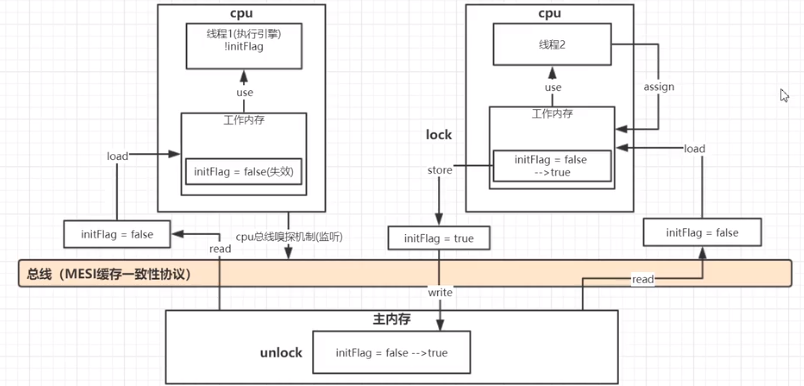 cpu
线程1(执行引擎)
!initFlag
use
工作内存
initFlag = false(失效)
load
initFlag = false
read
cpu总线嗅探机制(监听)
cpu
线程2
assign
use
工作内存
lock
initFlag = false
-->true
store
load
initFlag = true
initFlag = false
总线（MESI缓存一致性协议）
read
write
主内存
unlock
initFlag = false -->true